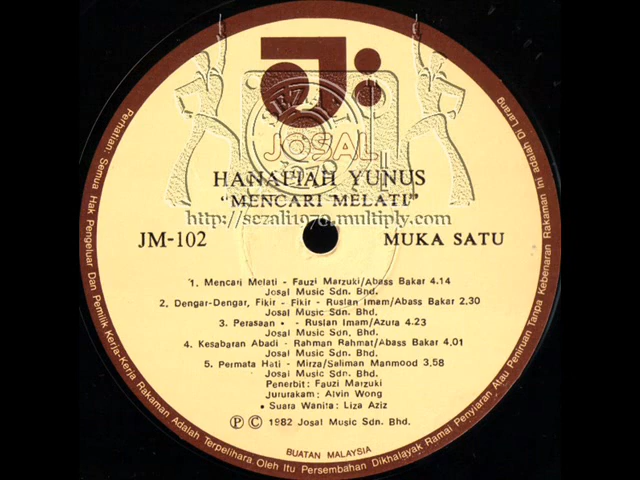 JOSAL
SEZALI
1970
HANAFIAH YUNUS
"MENCARI MELATI"
http://sezali1970.multiply.com
JM-102
MUKA SATU
1. Mencari Melati - Fauzi Marzuki/Abass Bakar 4.14
Josal Music Sdn. Bhd.
2. Dengar-Dengar, Fikir - Fikir - Ruslan Imam/Abass Bakar 2.30
Josal Music Sdn. Bhd.
3. Perasaan • - Ruslan Imam/Azura 4.23
Josal Music Sdn. Bhd.
4. Kesabaran Abadi - Rahman Rahmat/Abass Bakar 4.01
Josal Music Sdn. Bhd.
5. Permata Hati - Mirza/Saliman Manmood 3.58
Josal Music Sdn. Bhd.
Penerbit: Fauzi Marzuki
Jururakam: Alvin Wong
• Suara Wanita: Liza Aziz
Ⓟ © 1982 Josal Music Sdn. Bhd.
BUATAN MALAYSIA
Perhatian: Semua Hak Pengeluar Dan Pemilik Kerja-Kerja Rakaman Adalah Terpelihara. Oleh Itu Persembahan Dikhalayak Ramai Penyiaran Atau Peniruan Tanpa Kebenaran Rakaman ini adalah Di Larang